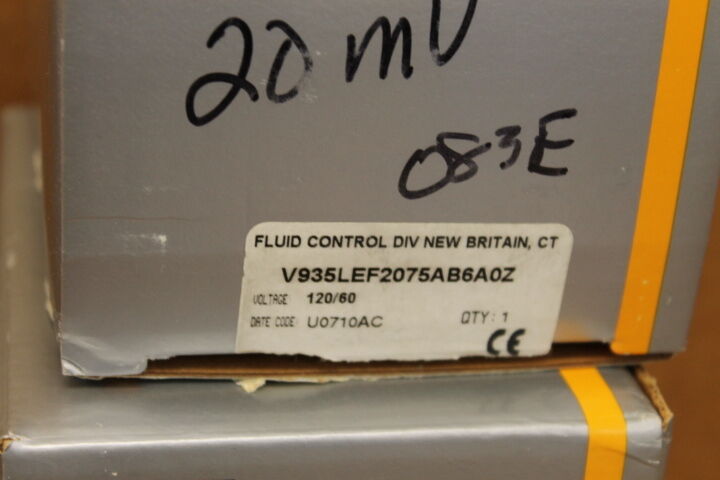 20 mV
083E
FLUID CONTROL DIV NEW BRITAIN, CT
V935LEF2075AB6A0Z
VOLTAGE 120/60
DATE CODE: U0710AC QTY: 1
CE